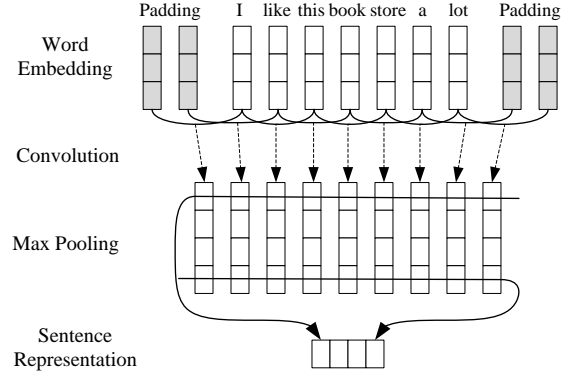 Padding I like this book store a lot Padding
Word
Embedding
Convolution
Max Pooling
Sentence
Representation